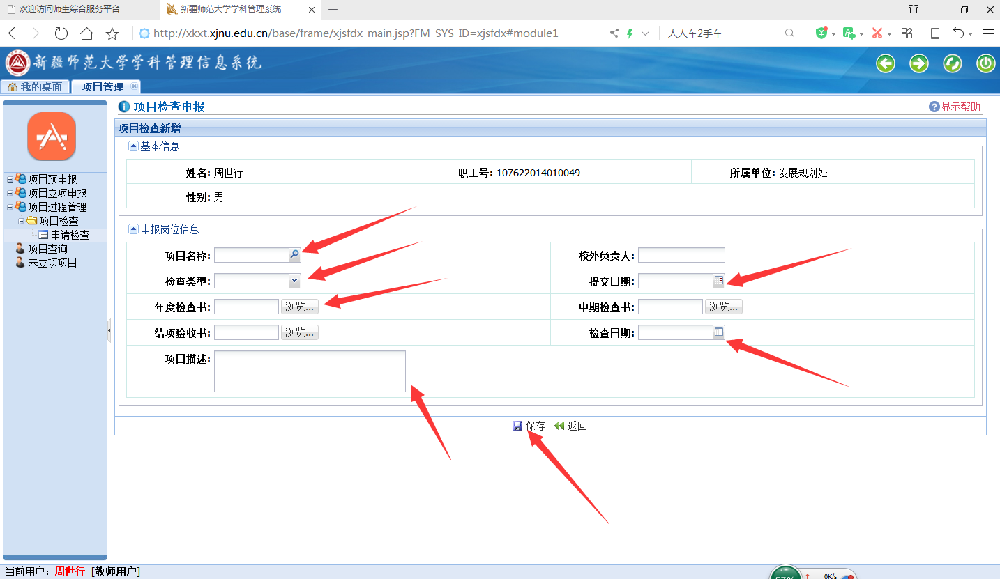 欢迎访问师生综合服务平台
新疆师范大学学科管理系统
http://xkxt.xjnu.edu.cn/base/frame/xjsfdx_main.jsp?FM_SYS_ID=xjsfdx#module1
人人车2手车
新疆师范大学学科管理信息系统
我的桌面
项目管理
项目检查申报
显示帮助
项目检查新增
基本信息
姓名: 周世行 职工号: 107622014010049 所属单位: 发展规划处
性别: 男
项目预申报
项目立项申报
项目过程管理
项目检查
申请检查
项目查询
未立项项目
申报岗位信息
项目名称: 校外负责人:
检查类型: 提交日期:
年度检查书: 浏览... 中期检查书: 浏览...
结项验收书: 浏览... 检查日期:
项目描述:
保存 返回
当前用户: 周世行 [教师用户]
57%
0K/s